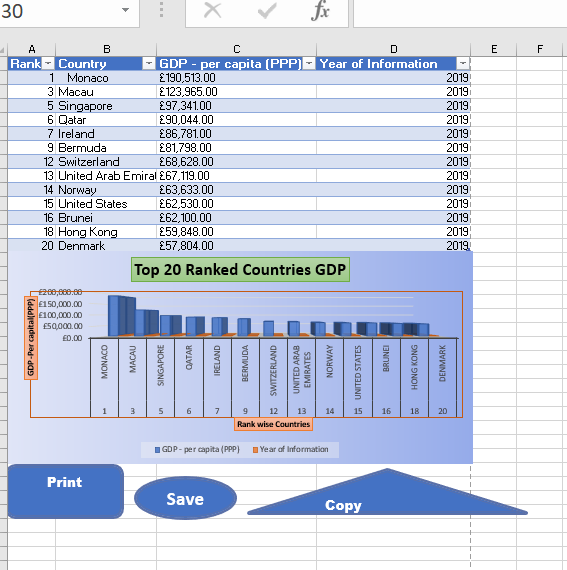 30 fx
A B C D E F
Rank Country GDP - per capita (PPP) Year of Information
1 Monaco £190,513.00 2019
3 Macau £123,965.00 2019
5 Singapore £97,341.00 2019
6 Qatar £90,044.00 2019
7 Ireland £86,781.00 2019
9 Bermuda £81,798.00 2019
12 Switzerland £68,628.00 2019
13 United Arab Emirat £67,119.00 2019
14 Norway £63,633.00 2019
15 United States £62,530.00 2019
16 Brunei £62,100.00 2019
18 Hong Kong £59,848.00 2019
20 Denmark £57,804.00 2019
Top 20 Ranked Countries GDP
GDP -Per capital(PPP)
£200,000.00
£150,000.00
£100,000.00
£50,000.00
£0.00
MONACO MACAU SINGAPORE QATAR IRELAND BERMUDA SWITZERLAND UNITED ARAB EMIRATES NORWAY UNITED STATES BRUNEI HONG KONG DENMARK
1 3 5 6 7 9 12 13 14 15 16 18 20
Rank wise Countries
GDP - per capita (PPP) Year of Information
Print
Save
Copy